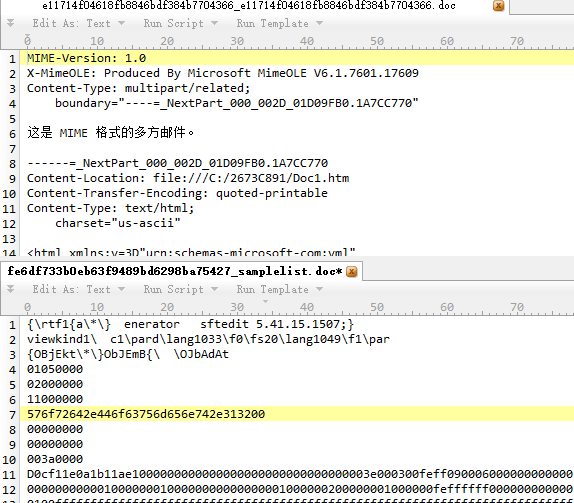 e11714f04618fb8846bdf384b7704366_e11714f04618fb8846bdf384b7704366.doc
Edit As: Text Run Script Run Template
0 10 20 30 40 50 60 70
1 MIME-Version: 1.0
2 X-MimeOLE: Produced By Microsoft MimeOLE V6.1.7601.17609
3 Content-Type: multipart/related;
4 boundary="----=_NextPart_000_002D_01D09FB0.1A7CC770"
5
6 这是 MIME 格式的多方邮件。
7
8 ------=_NextPart_000_002D_01D09FB0.1A7CC770
9 Content-Location: file:///C:/2673C891/Doc1.htm
10 Content-Transfer-Encoding: quoted-printable
11 Content-Type: text/html;
12 charset="us-ascii"
13
14 <html xmlns:v=3D"urn:schemas-microsoft-com:vml"
fe6df733b0eb63f9489bd6298ba75427_samplelist.doc*
Edit As: Text Run Script Run Template
0 10 20 30 40 50 60 70
1 {\rtf1{a\*\} enerator sftedit 5.41.15.1507;}
2 viewkind1\ c1\pard\lang1033\f0\fs20\lang1049\f1\par
3 {OBjEkt\*\}ObJEmB{\ \OJbAdAt
4 01050000
5 02000000
6 11000000
7 576f72642e446f63756d656e742e313200
8 00000000
9 00000000
10 003a0000
11
12
13